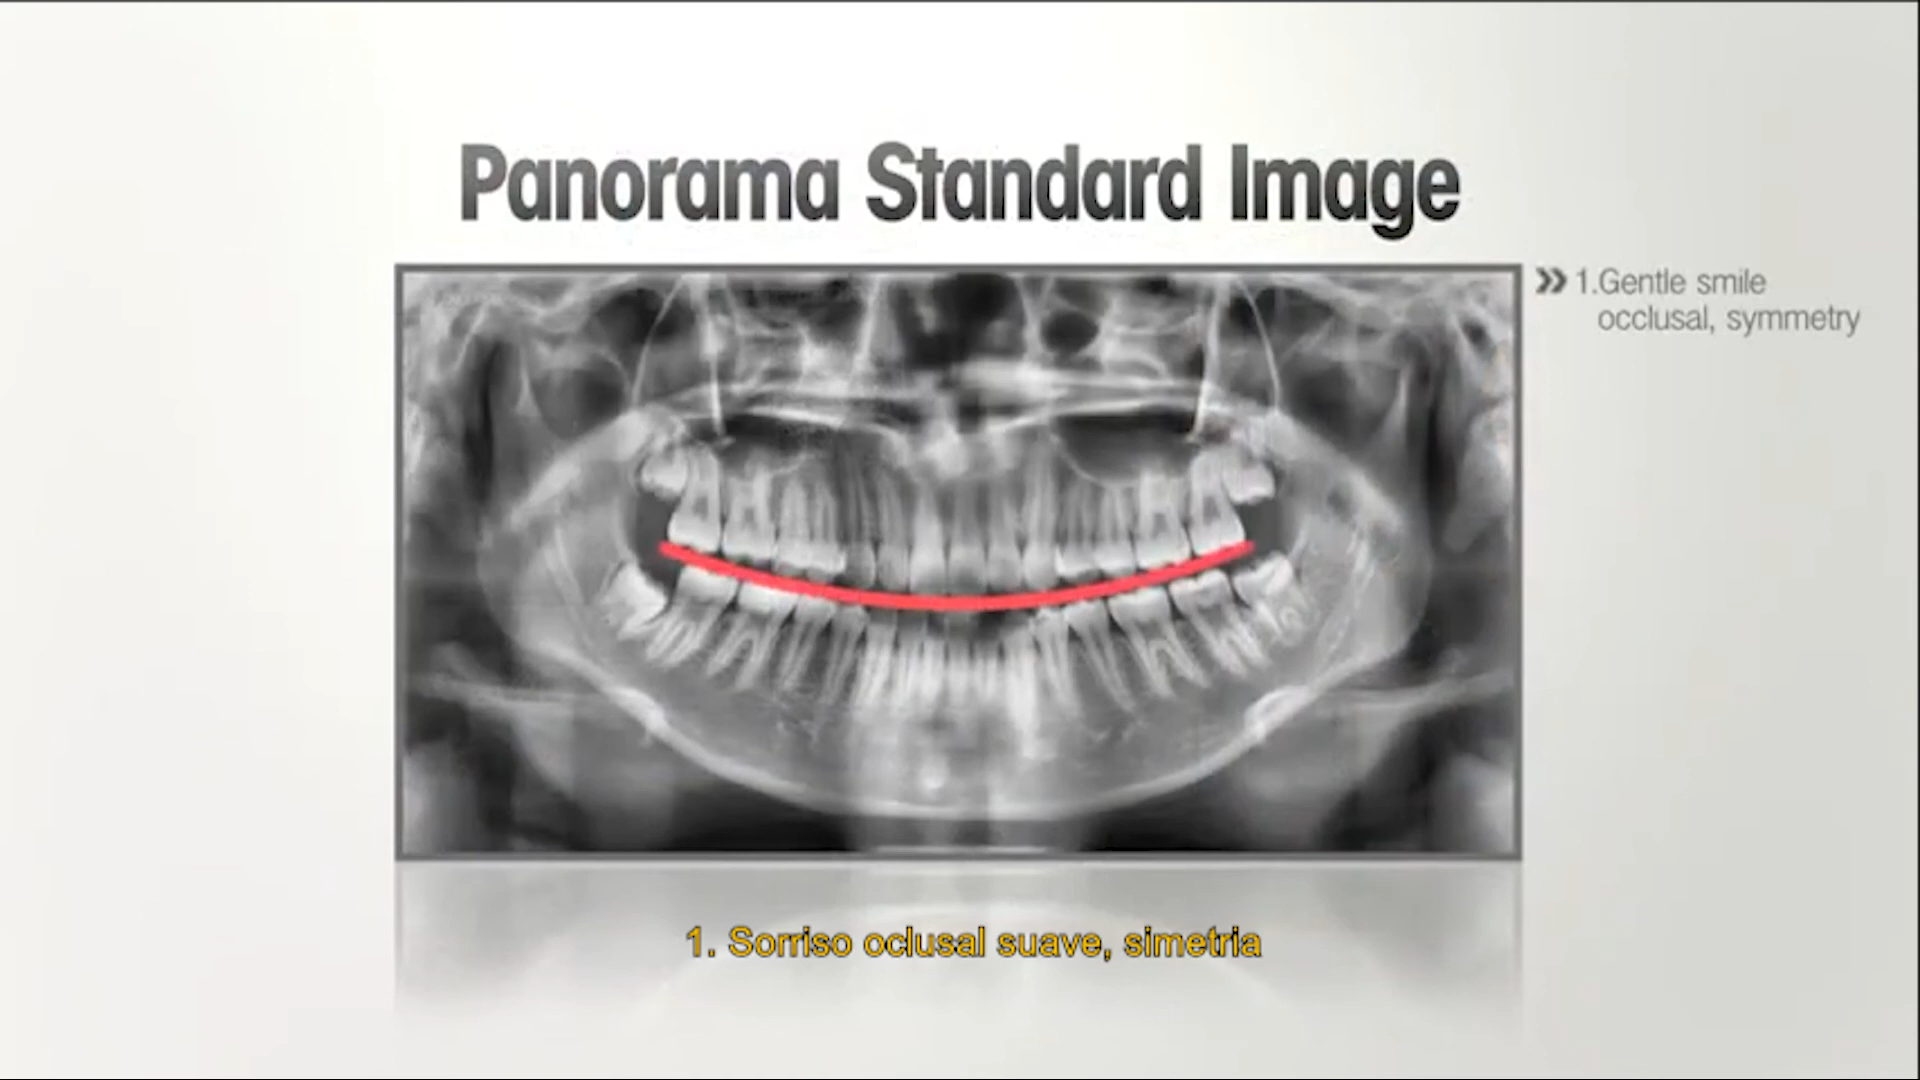 Panorama Standard Image
1.Gentle smile
occlusal, symmetry
1. Sorriso oclusal suave, simetria